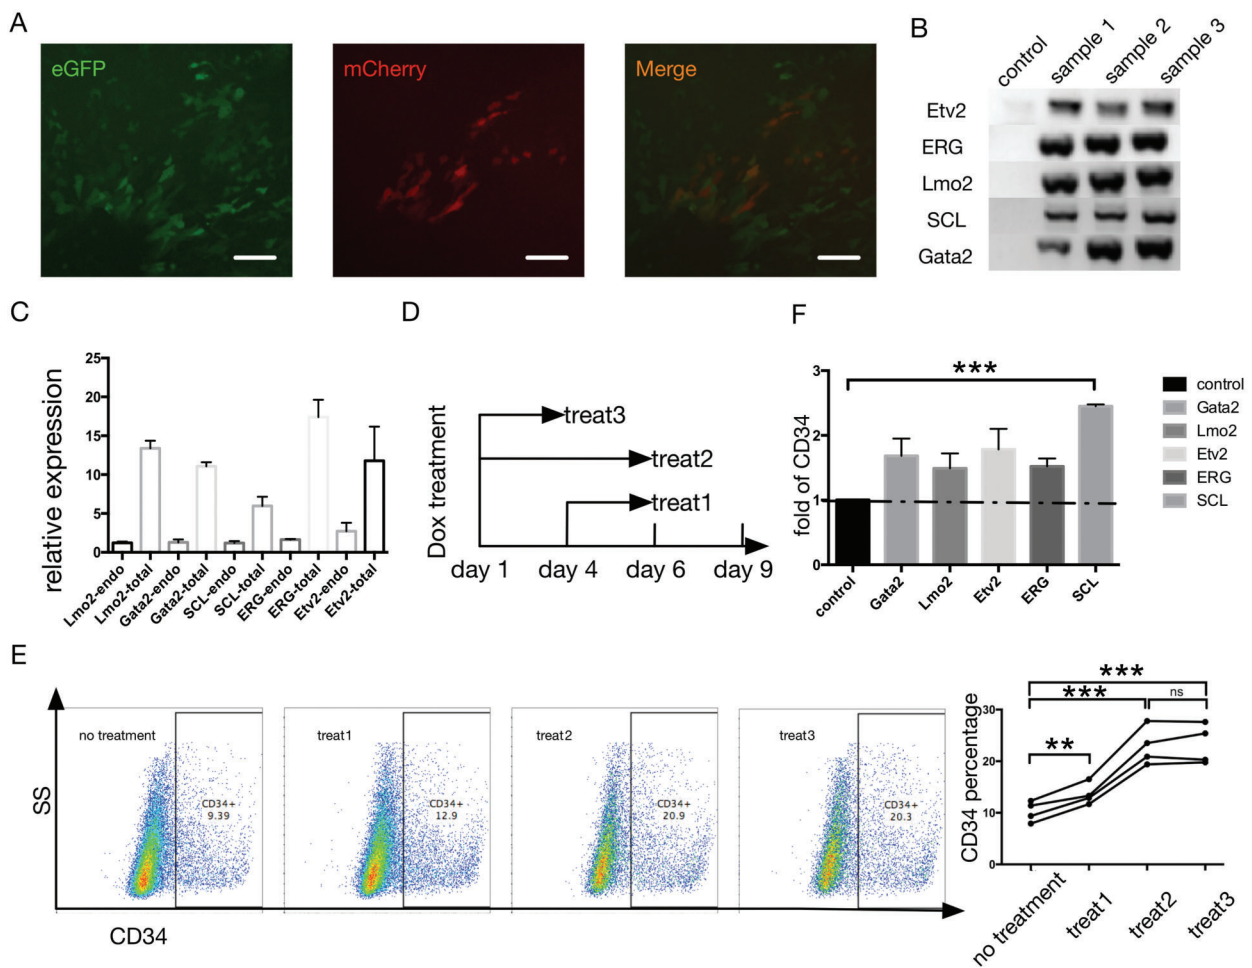 A
eGFP
mCherry
Merge
B
control
sample 1
sample 2
sample 3
Etv2
ERG
Lmo2
SCL
Gata2
C
relative expression
25
20
15
10
5
0
Lmo2-endo
Lmo2-total
Gata2-endo
Gata2-total
SCL-endo
SCL-total
ERG-endo
ERG-total
Etv2-endo
Etv2-total
D
Dox treatment
treat3
treat2
treat1
day 1
day 4
day 6
day 9
F
fold of CD34
3
2
1
0
***
control
Gata2
Lmo2
Etv2
ERG
SCL
control
Gata2
Lmo2
Etv2
ERG
SCL
E
SS
CD34
no treatment
CD34+
9.39
treat1
CD34+
12.9
treat2
CD34+
20.9
treat3
CD34+
20.3
CD34 percentage
30
20
10
0
***
***
ns
**
no treatment
treat1
treat2
treat3